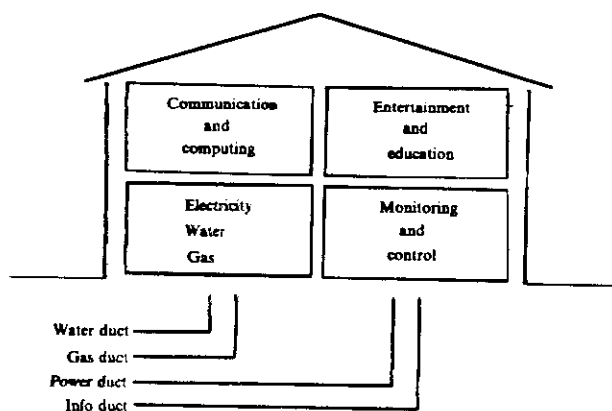 Communication
and
computing
Entertainment
and
education
Electricity
Water
Gas
Monitoring
and
control
Water duct
Gas duct
Power duct
Info duct